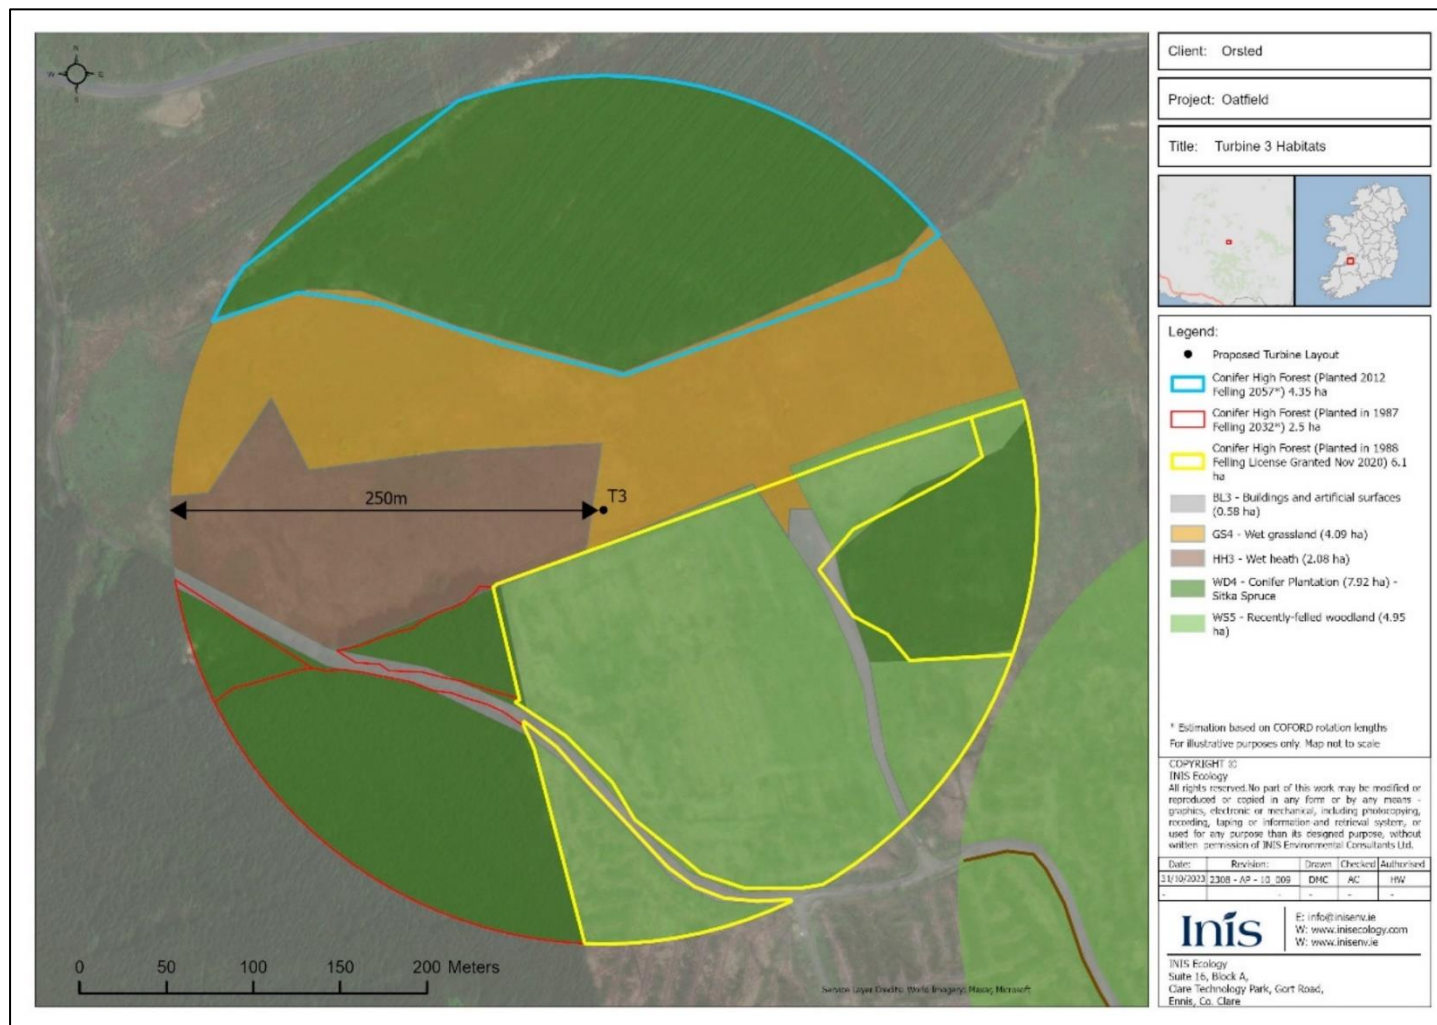 N
W
S
Client: Orsted
Project: Oatfield
Title: Turbine 3 Habitats
250m
T3
0 50 100 150 200 Meters
Service Layer Credits: World Imagery: Maxar, Microsoft
Legend:
Proposed Turbine Layout
Conifer High Forest (Planted 2012
Felling 2057*) 4.35 ha
Conifer High Forest (Planted in 1987
Felling 2032*) 2.5 ha
Conifer High Forest (Planted in 1988
Felling License Granted Nov 2020) 6.1
ha
BL3 - Buildings and artificial surfaces
(0.58 ha)
GS4 - Wet grassland (4.09 ha)
HH3 - Wet heath (2.08 ha)
WD4 - Conifer Plantation (7.92 ha) -
Sitka Spruce
WS5 - Recently-felled woodland (4.95
ha)
* Estimation based on COFORD rotation lengths
For illustrative purposes only. Map not to scale
COPYRIGHT ©
INIS Ecology
All rights reserved.No part of this work may be modified or
reproduced or copied in any form or by any means -
graphics, electronic or mechanical, including photocopying,
recording, taping or information and retrieval system, or
used for any purpose than its designed purpose, without
written permission of INIS Environmental Consultants Ltd.
Date: Revision: Drawn Checked Authorised
31/10/2023 2308 - AP - 10_009 DMC AC HW
- - - - -
Inís
E: info@inisenv.ie
W: www.inisecology.com
W: www.inisenv.ie
INIS Ecology
Suite 16, Block A,
Clare Technology Park, Gort Road,
Ennis, Co. Clare